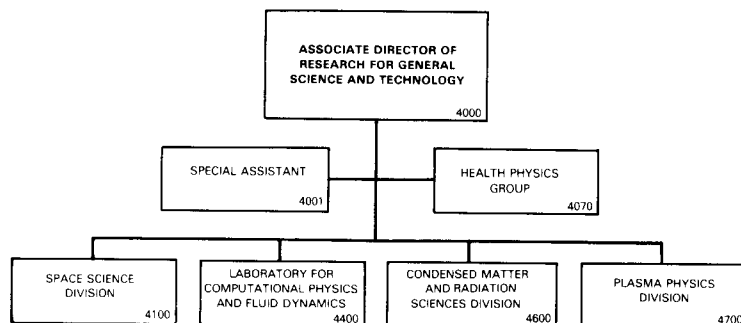 ASSOCIATE DIRECTOR OF
RESEARCH FOR GENERAL
SCIENCE AND TECHNOLOGY
4000
SPECIAL ASSISTANT
4001
HEALTH PHYSICS
GROUP
4070
SPACE SCIENCE
DIVISION
4100
LABORATORY FOR
COMPUTATIONAL PHYSICS
AND FLUID DYNAMICS
4400
CONDENSED MATTER
AND RADIATION
SCIENCES DIVISION
4600
PLASMA PHYSICS
DIVISION
4700